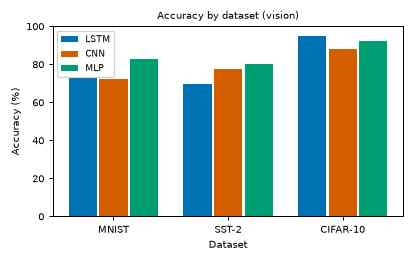 Accuracy by dataset (vision)
100
80
60
40
20
0
Accuracy (%)
LSTM
CNN
MLP
MNIST
SST-2
CIFAR-10
Dataset